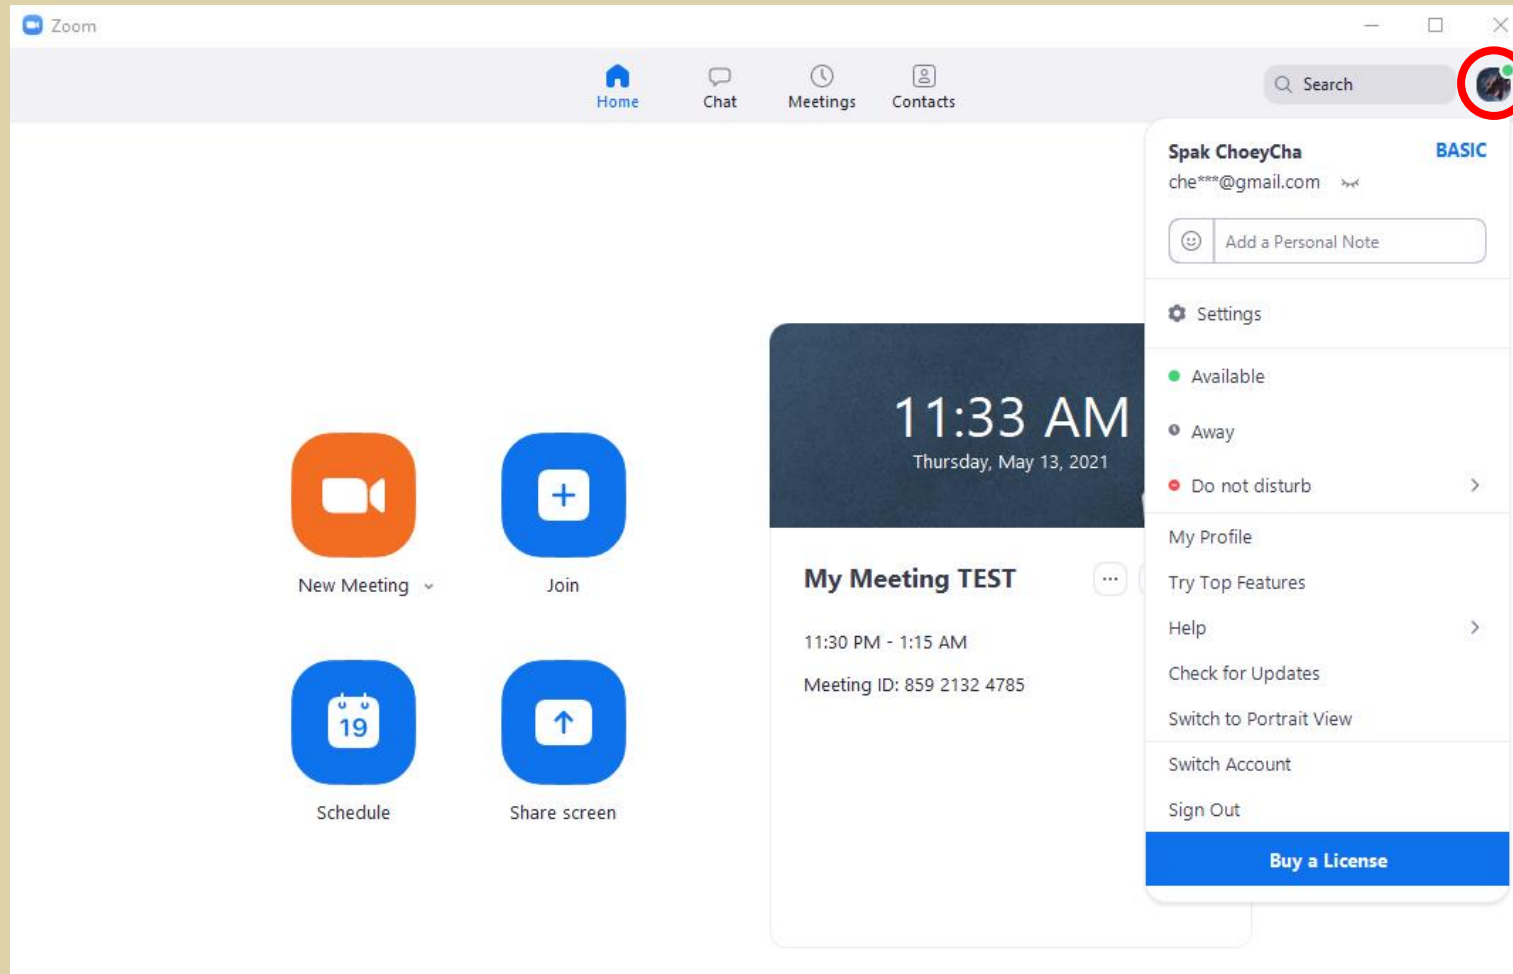 Zoom
Home
Chat
Meetings
Contacts
Search
Spak ChoeyCha
BASIC
che***@gmail.com
Add a Personal Note
Settings
Available
Away
Do not disturb
My Profile
Try Top Features
Help
Check for Updates
Switch to Portrait View
Switch Account
Sign Out
Buy a License
New Meeting
Join
19
Schedule
Share screen
11:33 AM
Thursday, May 13, 2021
My Meeting TEST
11:30 PM - 1:15 AM
Meeting ID: 859 2132 4785